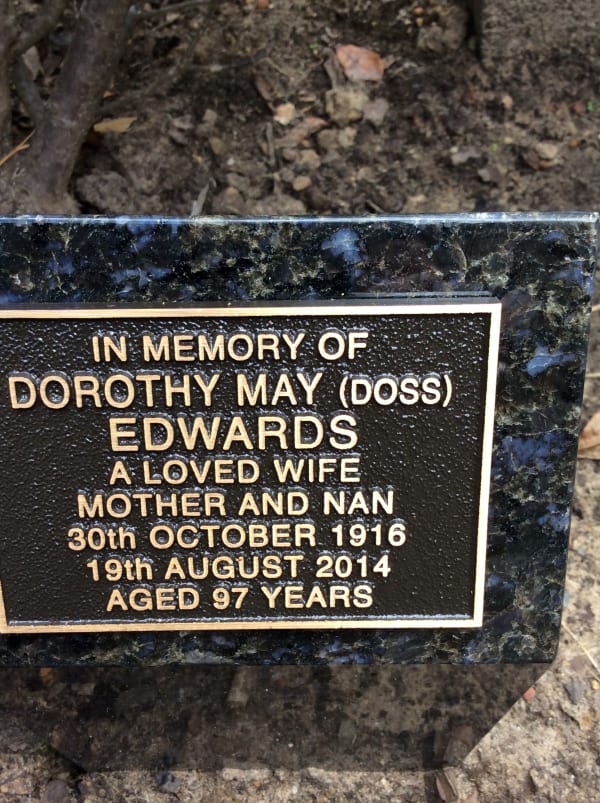 IN MEMORY OF
DOROTHY MAY (DOSS)
EDWARDS
A LOVED WIFE
MOTHER AND NAN
30th OCTOBER 1916
19th AUGUST 2014
AGED 97 YEARS